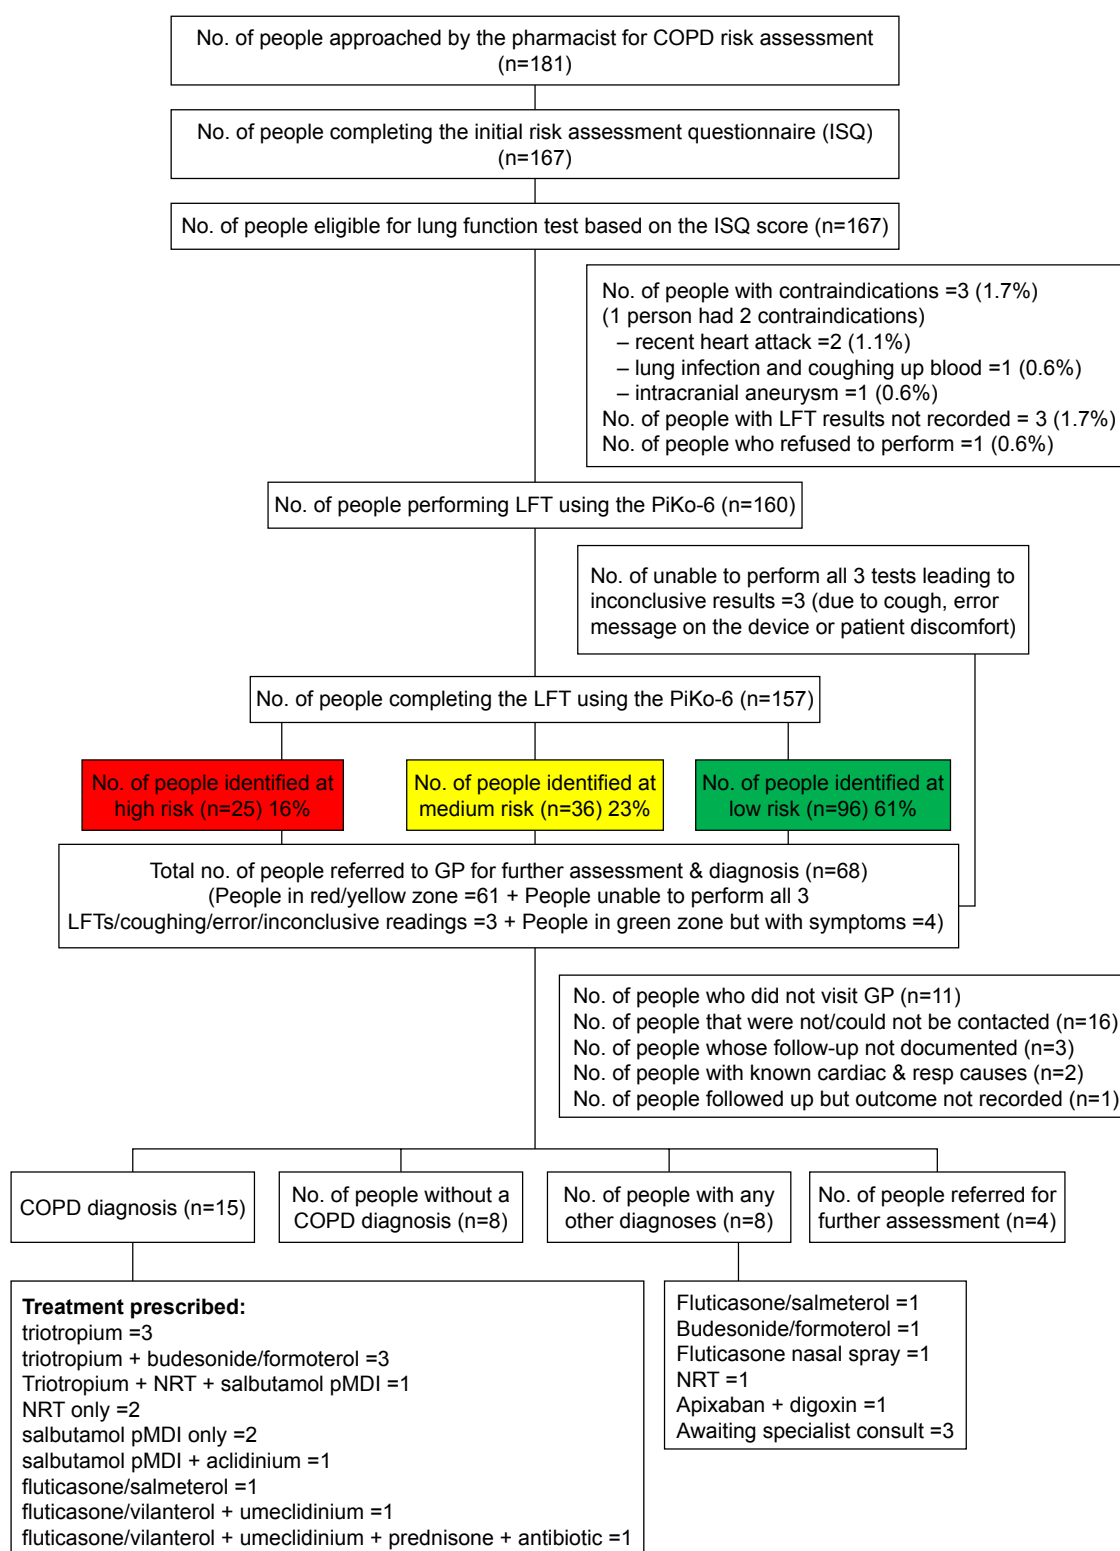 No. of people approached by the pharmacist for COPD risk assessment
(n=181)
No. of people completing the initial risk assessment questionnaire (ISQ)
(n=167)
No. of people eligible for lung function test based on the ISQ score (n=167)
No. of people with contraindications =3 (1.7%)
(1 person had 2 contraindications)
– recent heart attack =2 (1.1%)
– lung infection and coughing up blood =1 (0.6%)
– intracranial aneurysm =1 (0.6%)
No. of people with LFT results not recorded = 3 (1.7%)
No. of people who refused to perform =1 (0.6%)
No. of people performing LFT using the PiKo-6 (n=160)
No. of unable to perform all 3 tests leading to
inconclusive results =3 (due to cough, error
message on the device or patient discomfort)
No. of people completing the LFT using the PiKo-6 (n=157)
No. of people identified at
high risk (n=25) 16%
No. of people identified at
medium risk (n=36) 23%
No. of people identified at
low risk (n=96) 61%
Total no. of people referred to GP for further assessment & diagnosis (n=68)
(People in red/yellow zone =61 + People unable to perform all 3
LFTs/coughing/error/inconclusive readings =3 + People in green zone but with symptoms =4)
No. of people who did not visit GP (n=11)
No. of people that were not/could not be contacted (n=16)
No. of people whose follow-up not documented (n=3)
No. of people with known cardiac & resp causes (n=2)
No. of people followed up but outcome not recorded (n=1)
COPD diagnosis (n=15)
No. of people without a
COPD diagnosis (n=8)
No. of people with any
other diagnoses (n=8)
No. of people referred for
further assessment (n=4)
Treatment prescribed:
triotropium =3
triotropium + budesonide/formoterol =3
Triotropium + NRT + salbutamol pMDI =1
NRT only =2
salbutamol pMDI only =2
salbutamol pMDI + aclidinium =1
fluticasone/salmeterol =1
fluticasone/vilanterol + umeclidinium =1
fluticasone/vilanterol + umeclidinium + prednisone + antibiotic =1
Fluticasone/salmeterol =1
Budesonide/formoterol =1
Fluticasone nasal spray =1
NRT =1
Apixaban + digoxin =1
Awaiting specialist consult =3